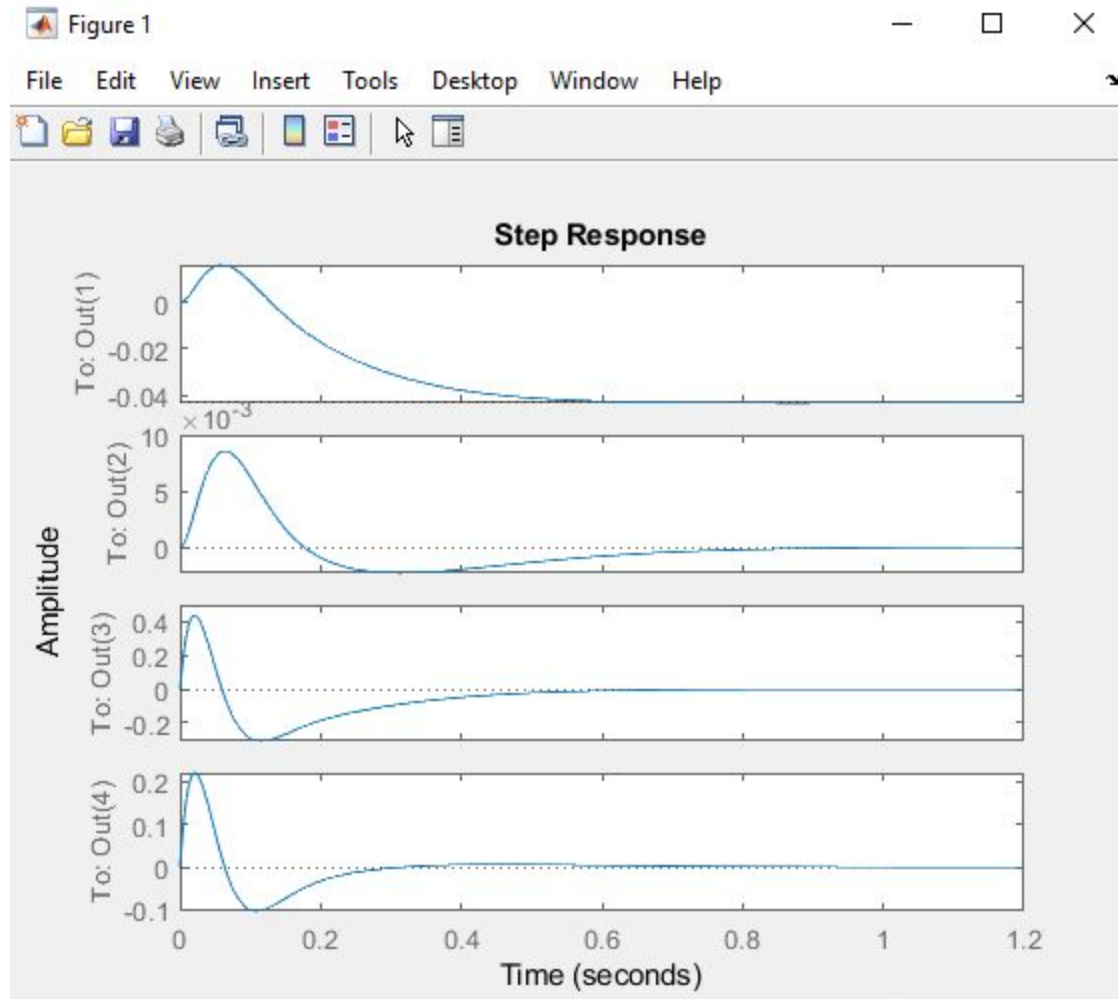 Figure 1
File Edit View Insert Tools Desktop Window Help
Step Response
To: Out(1)
0
-0.02
-0.04
×10-3
To: Out(2)
10
5
0
Amplitude
To: Out(3)
0.4
0.2
0
-0.2
To: Out(4)
0.2
0.1
0
-0.1
0 0.2 0.4 0.6 0.8 1 1.2
Time (seconds)